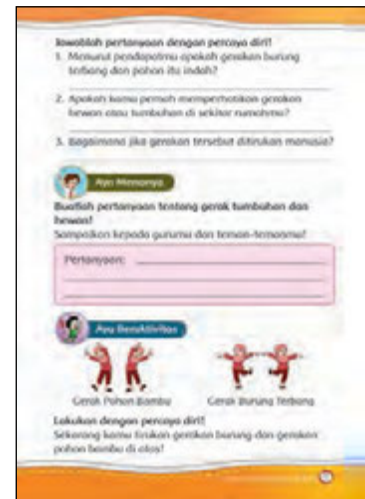 Jawablah pertanyaan dengan percaya diri!
1. Menurut pendapatmu apakah gerakan burung
terbang dan pohon itu indah?
2. Apakah kamu pernah memperhatikan gerakan
hewan atau tumbuhan di sekitar rumahmu?
3. Bagaimana jika gerakan tersebut ditirukan manusia?
Ayo Menanya
Buatlah pertanyaan tentang gerak tumbuhan dan
hewan!
Sampaikan kepada gurumu dan teman-temanmu!
Pertanyaan:
Ayo Beraktivitas
Gerak Pohon Bambu
Gerak Burung Terbang
Lakukan dengan percaya diri!
Sekarang kamu tirukan gerakan burung dan gerakan
pohon bambu di atas!